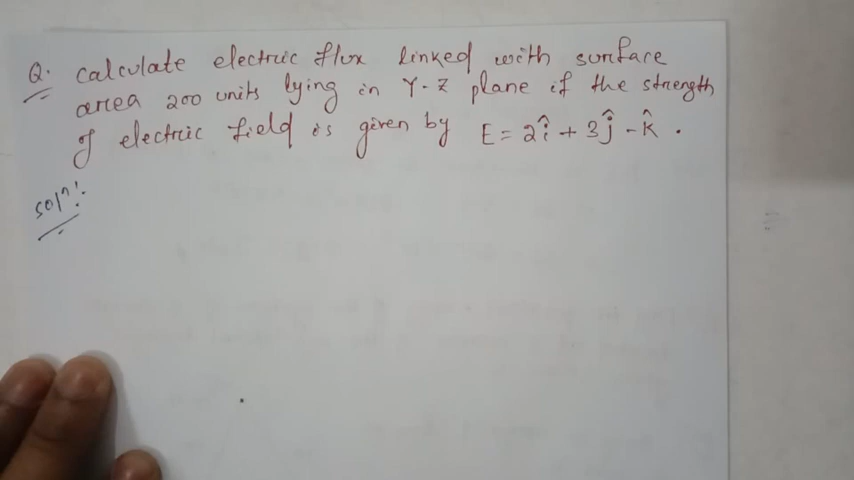 Q. Calculate electric flux linked with surface
area 200 units lying in Y-Z plane if the strength
of electric field is given by E = 2î + 3ĵ - k̂ .
Solⁿ: